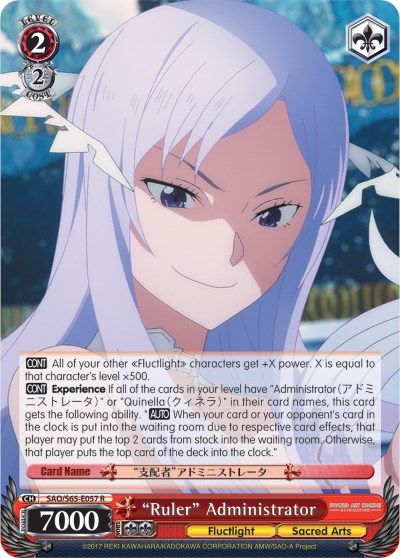 LEVEL
2
2
COST
CONT All of your other «Fluctlight» characters get +X power. X is equal to
that character's level ×500.
CONT Experience If all of the cards in your level have "Administrator(アドミ
ニストレータ)" or "Quinella(クィネラ)" in their card names, this card
gets the following ability. "AUTO When your card or your opponent's card in
the clock is put into the waiting room due to respective card effects, that
player may put the top 2 cards from stock into the waiting room. Otherwise,
that player puts the top card of the deck into the clock."
Card Name “支配者”アドミニストレータ
CH SAO/S65-E057 R
“Ruler” Administrator
SWORD ART ONLINE
POWER
7000
Fluctlight
Sacred Arts
©2017 REKI KAWAHARA/KADOKAWA CORPORATION AMW/SAO-A Project